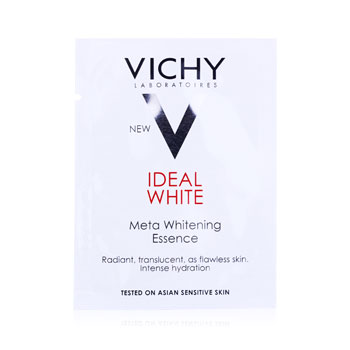 VICHY
LABORATOIRES
NEW
IDEAL
WHITE
Meta Whitening
Essence
Radiant, translucent, as flawless skin.
Intense hydration
TESTED ON ASIAN SENSITIVE SKIN